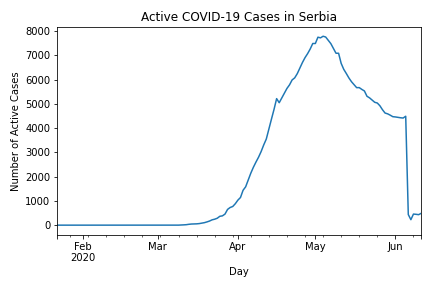 Active COVID-19 Cases in Serbia
Number of Active Cases
8000
7000
6000
5000
4000
3000
2000
1000
0
Feb Mar Apr May Jun
2020
Day